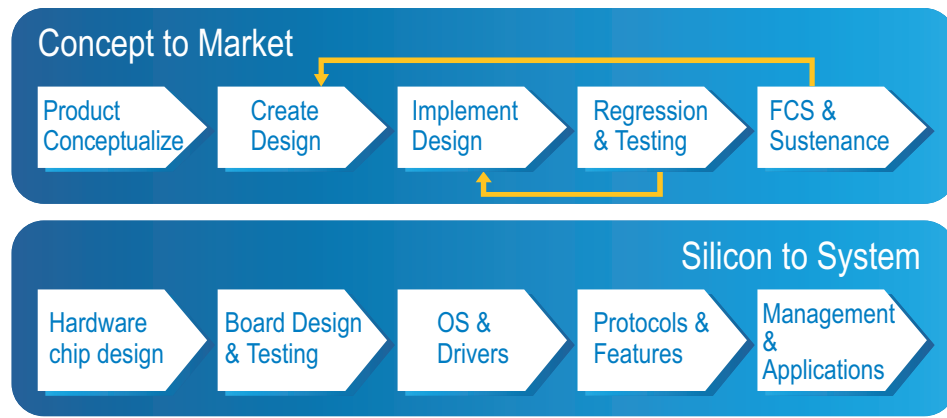 Concept to Market
Product
Conceptualize
Create
Design
Implement
Design
Regression
& Testing
FCS &
Sustenance
Silicon to System
Hardware
chip design
Board Design
& Testing
OS &
Drivers
Protocols &
Features
Management
&
Applications